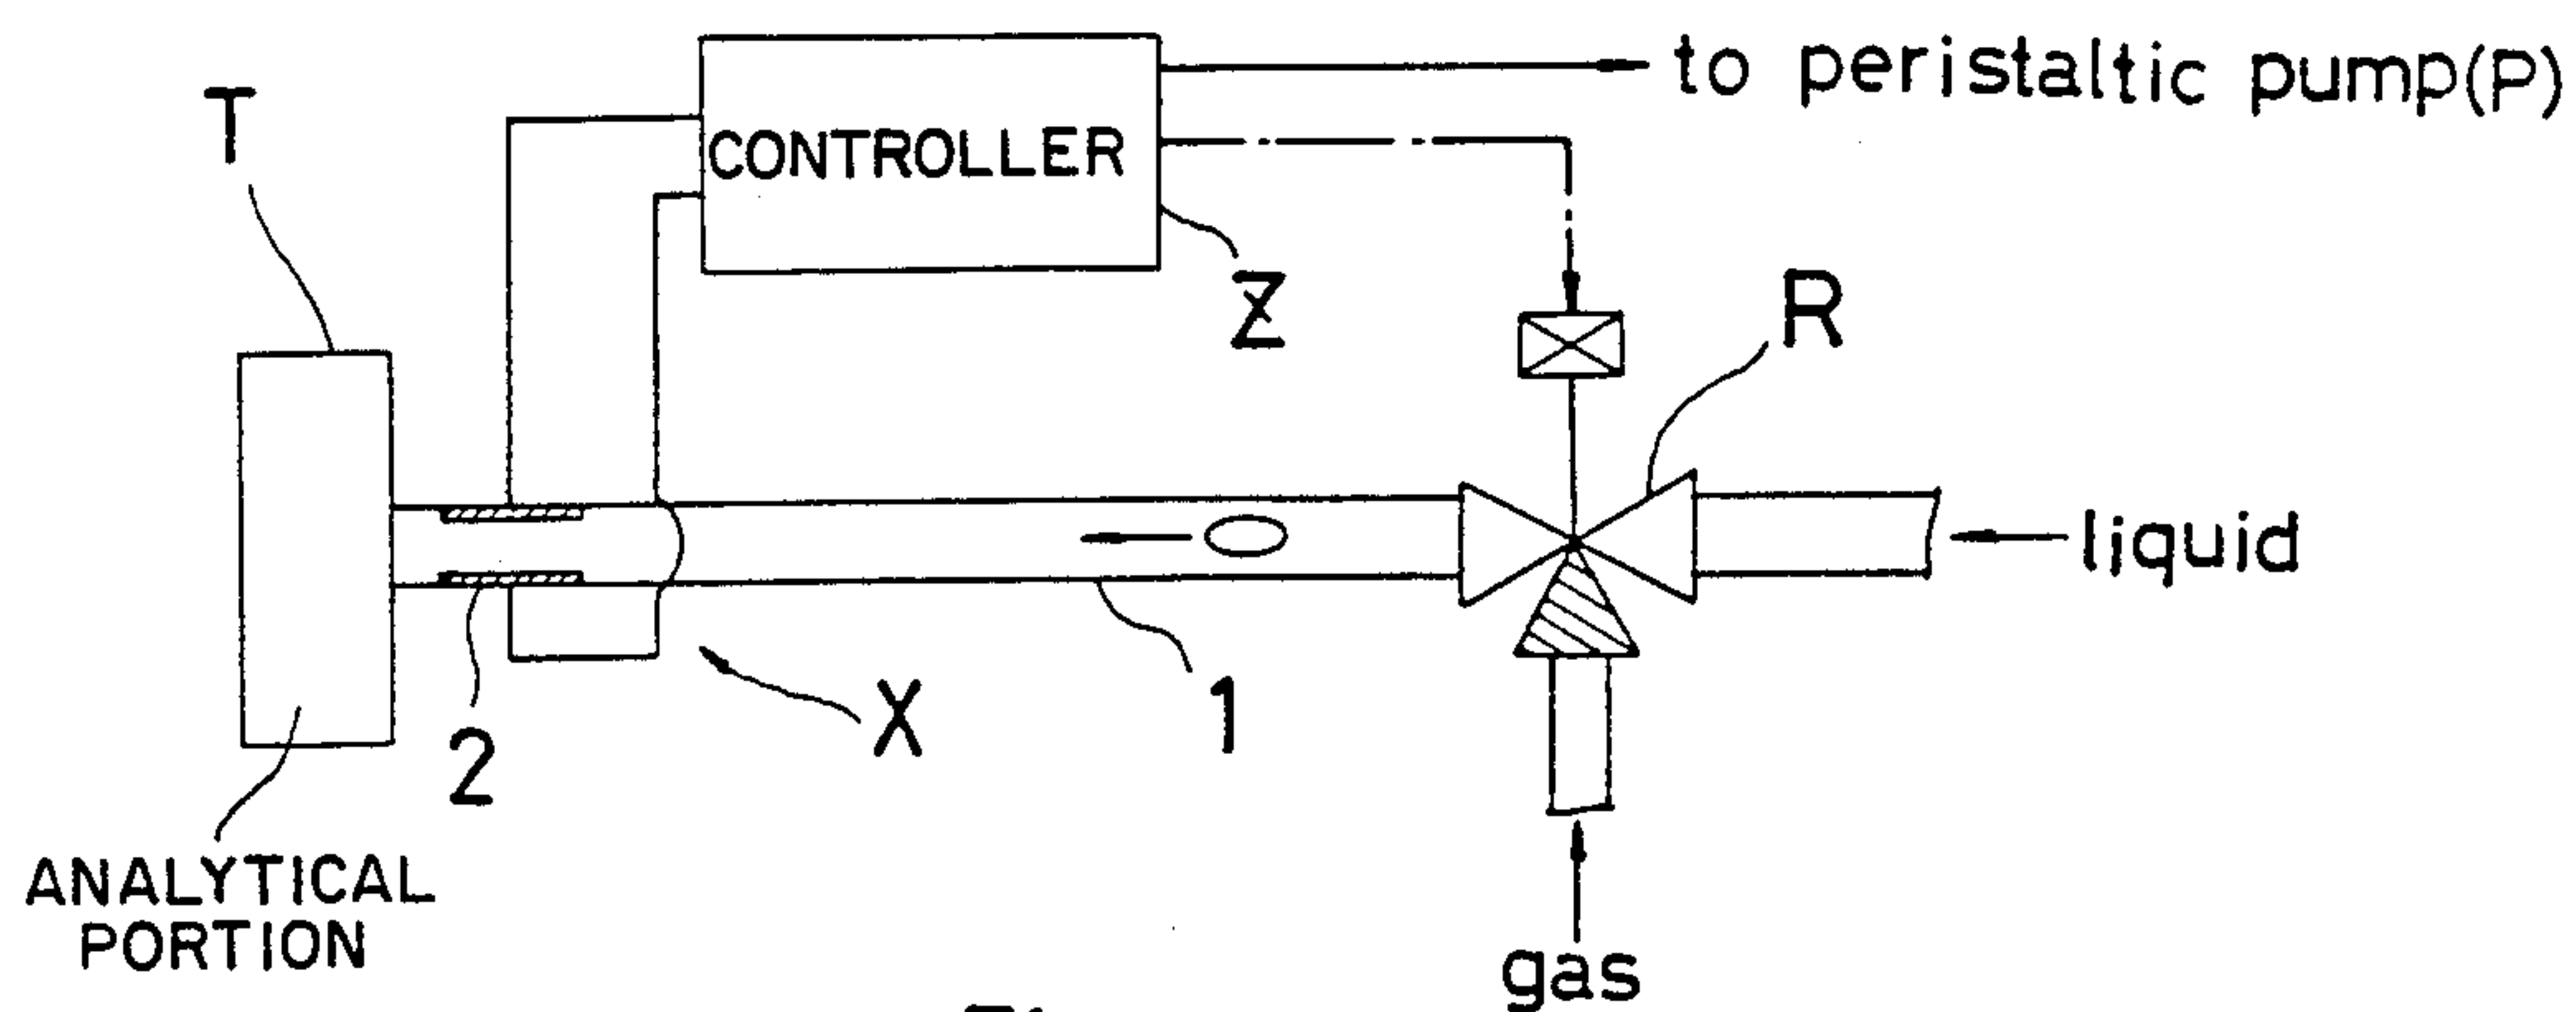 to peristaltic pump(P)
T
CONTROLLER
Z
R
liquid
X
1
2
ANALYTICAL
PORTION
gas